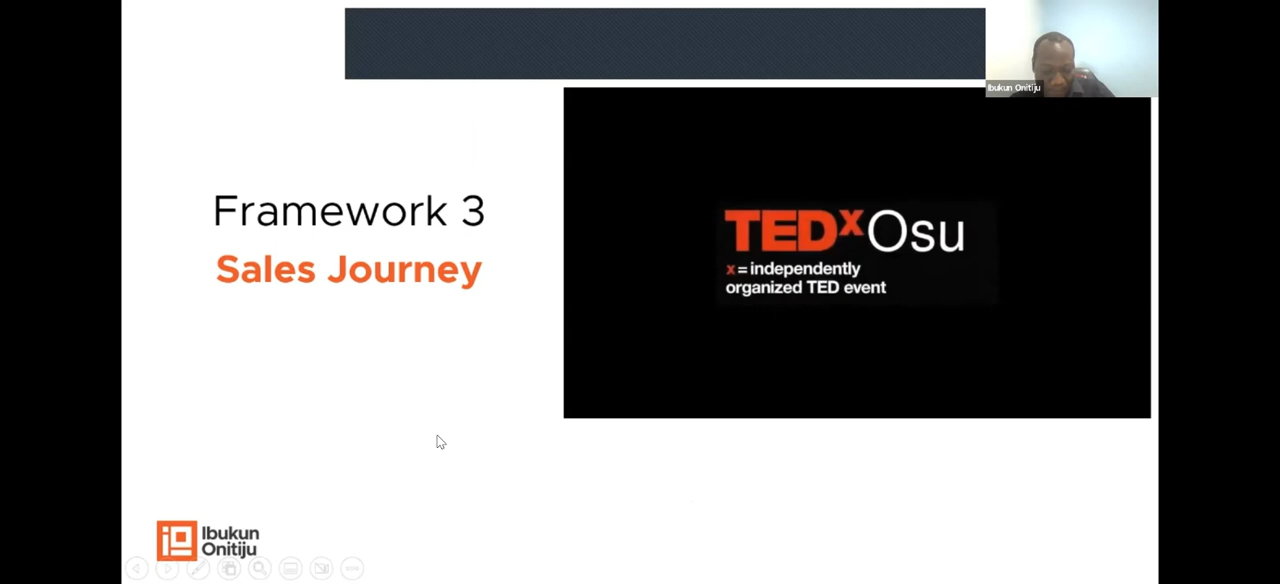 Ibukun Onitiju
Framework 3
Sales Journey
TEDxOsu
x = independently
organized TED event
Ibukun
Onitiju